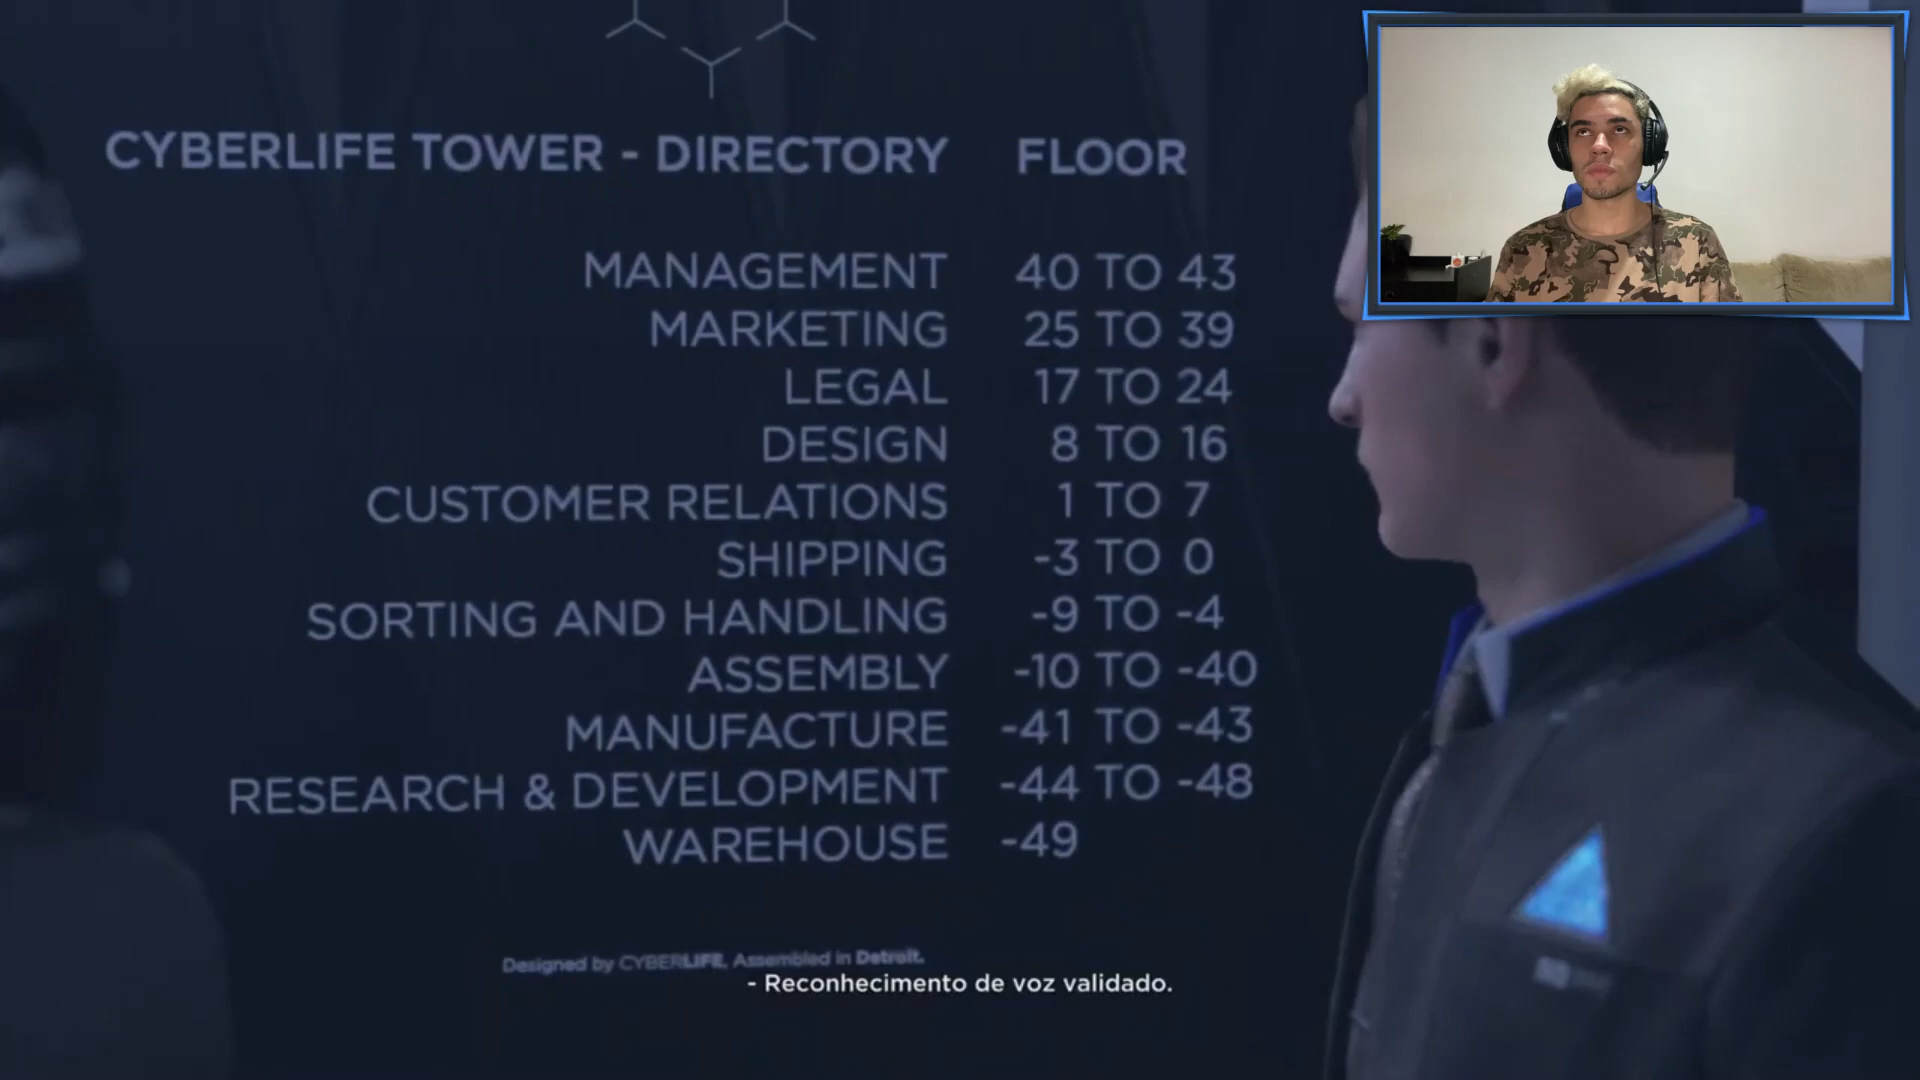 CYBERLIFE TOWER - DIRECTORY FLOOR
MANAGEMENT 40 TO 43
MARKETING 25 TO 39
LEGAL 17 TO 24
DESIGN 8 TO 16
CUSTOMER RELATIONS 1 TO 7
SHIPPING -3 TO 0
SORTING AND HANDLING -9 TO -4
ASSEMBLY -10 TO -40
MANUFACTURE -41 TO -43
RESEARCH & DEVELOPMENT -44 TO -48
WAREHOUSE -49
Designed by CYBERLIFE. Assembled in Detroit.
- Reconhecimento de voz validado.